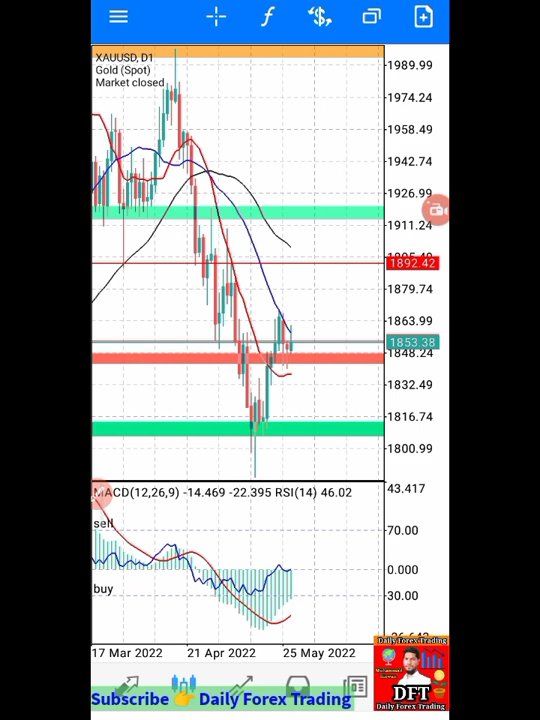 XAUUSD, D1
Gold (Spot)
Market closed
1989.99
1974.24
1958.49
1942.74
1926.99
1911.24
1892.42
1879.74
1863.99
1853.38
1848.24
1832.49
1816.74
1800.99
MACD(12,26,9) -14.469 -22.395 RSI(14) 46.02
43.417
sell
70.00
0.000
buy
30.00
17 Mar 2022
21 Apr 2022
25 May 2022
Daily Forex Trading
DFT
Daily Forex Trading
Subscribe 👉 Daily Forex Trading